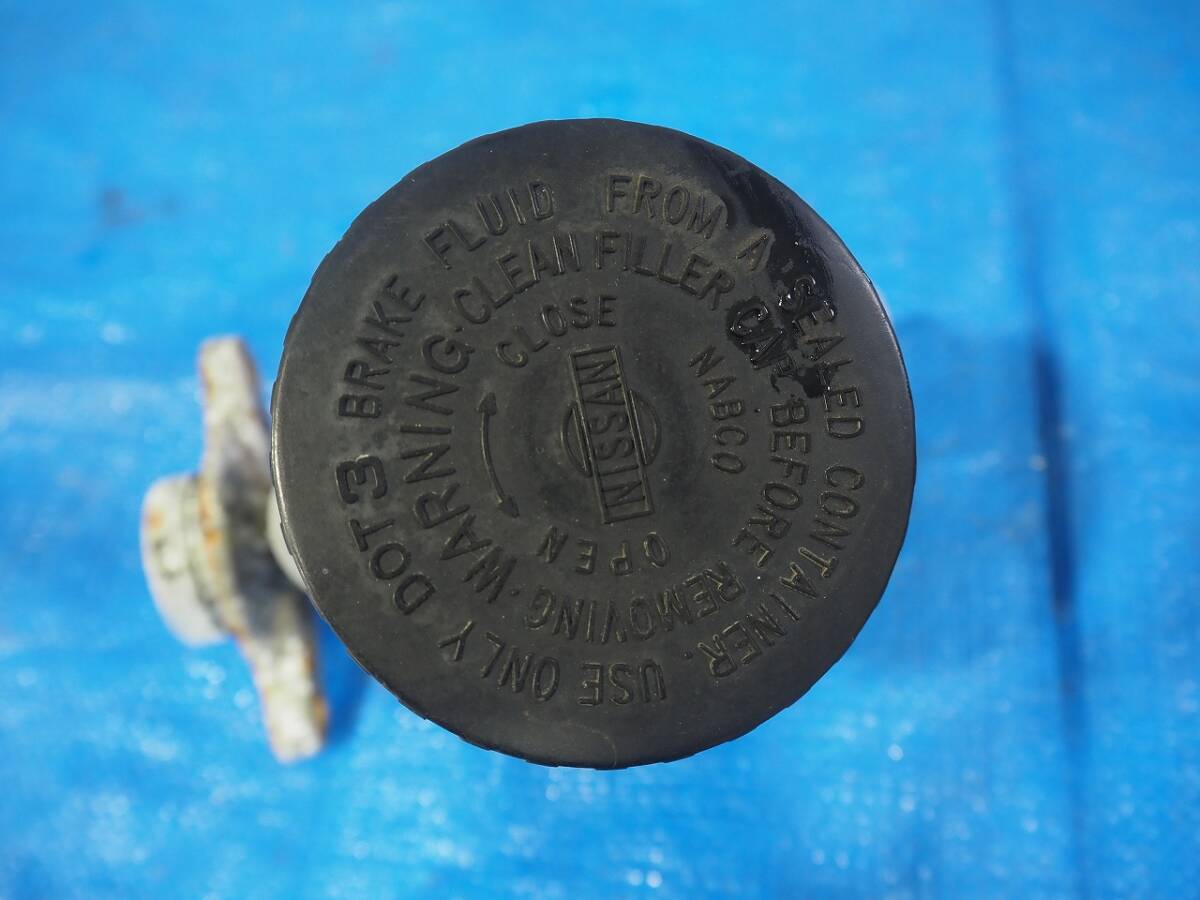 USE ONLY DOT3 BRAKE FLUID FROM A SEALED CONTAINER.
WARNING·CLEAN FILLER CAP BEFORE REMOVING·
CLOSE
NISSAN
NABCO
OPEN